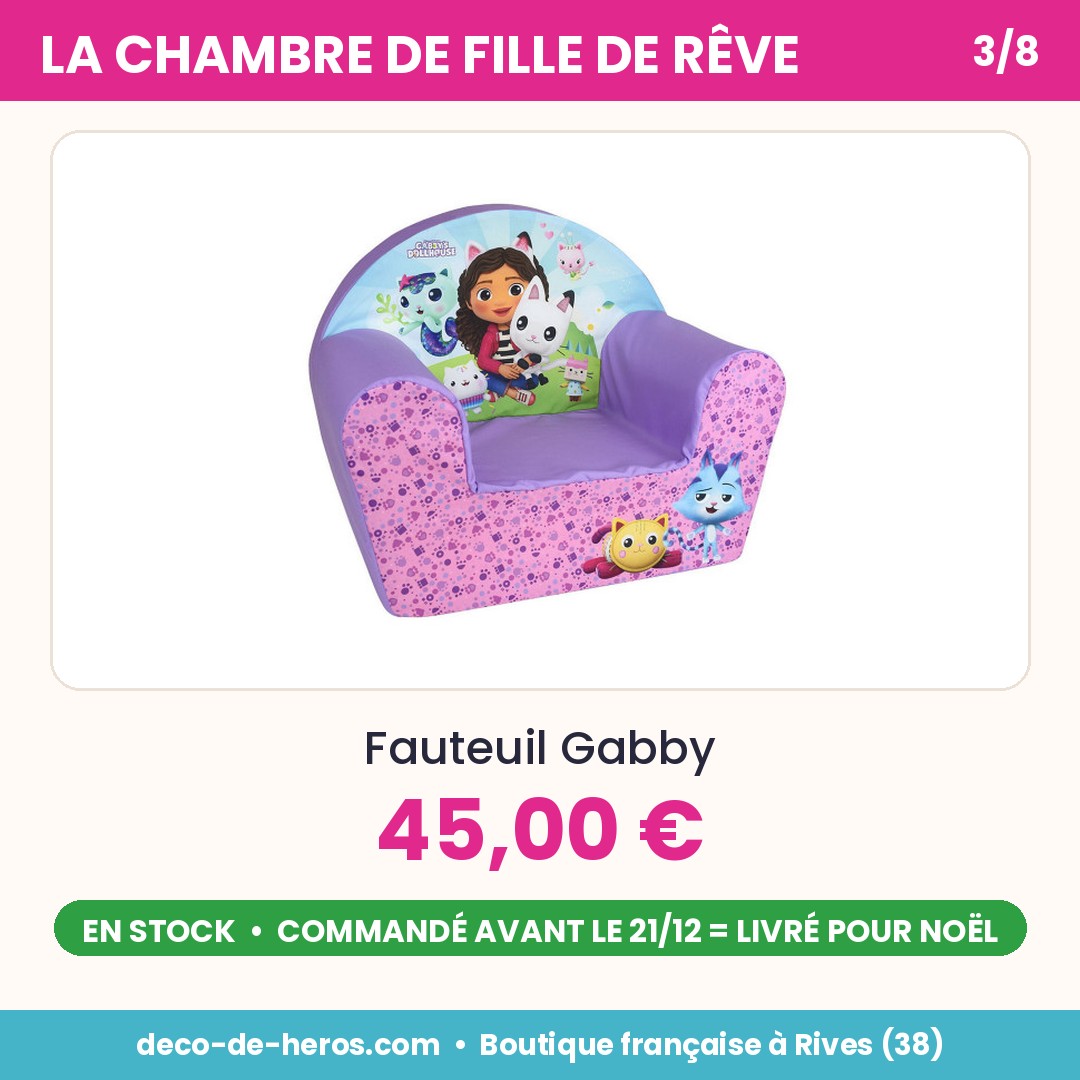 LA CHAMBRE DE FILLE DE RÊVE
3/8
GABBY'S
DOLLHOUSE
Fauteuil Gabby
45,00 €
EN STOCK • COMMANDÉ AVANT LE 21/12 = LIVRÉ POUR NOËL
deco-de-heros.com • Boutique française à Rives (38)